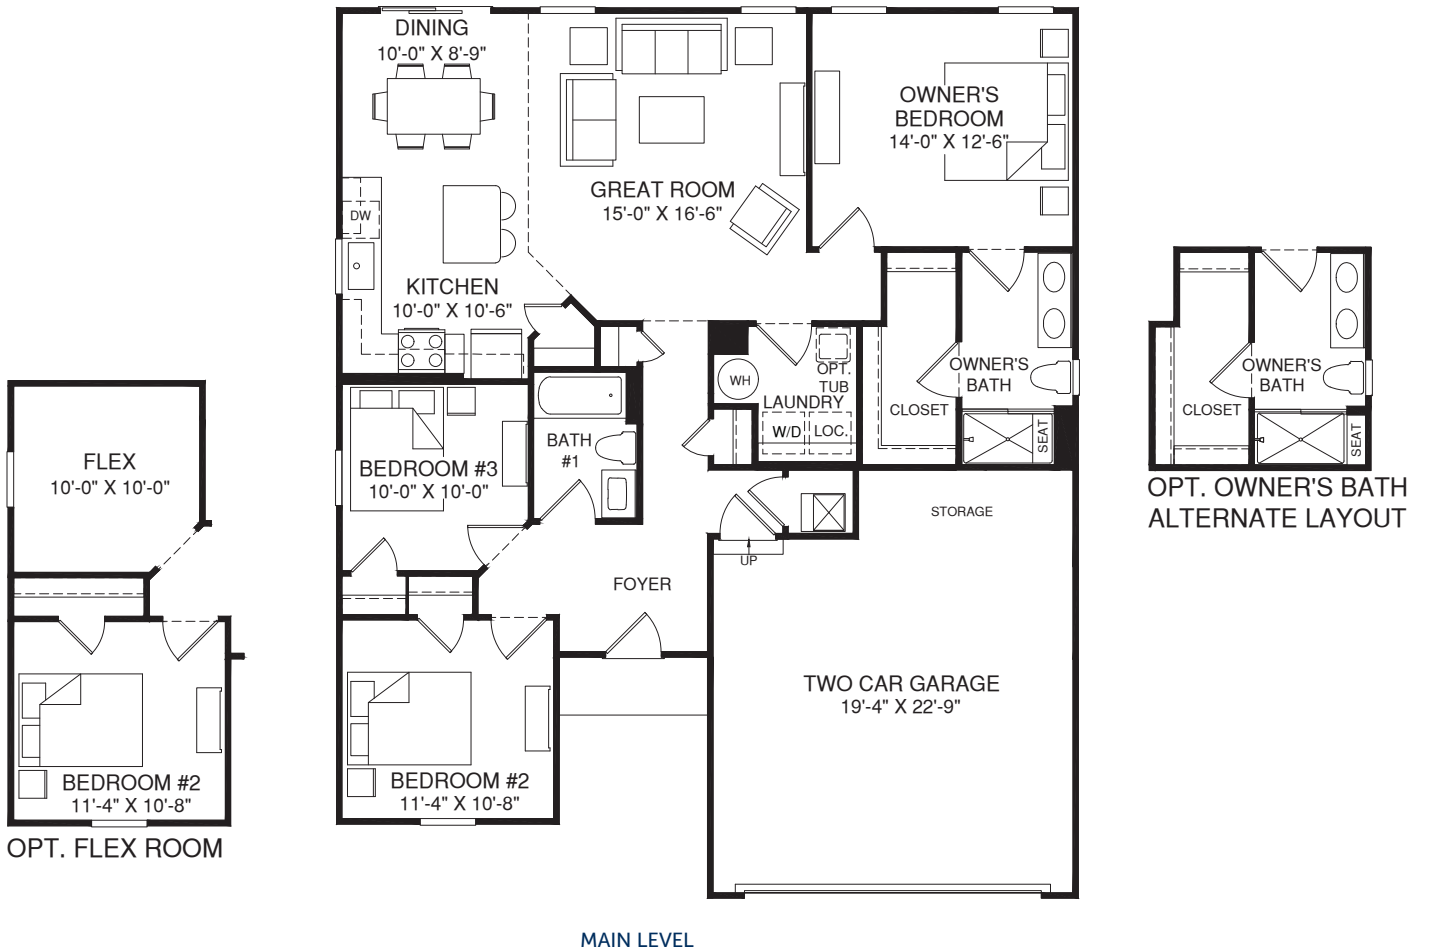 DINING
10'-0" X 8'-9"
OWNER'S
BEDROOM
14'-0" X 12'-6"
GREAT ROOM
15'-0" X 16'-6"
DW
KITCHEN
10'-0" X 10'-6"
WH
OPT.
TUB
LAUNDRY
W/D
LOC.
CLOSET
OWNER'S
BATH
SEAT
BATH
#1
BEDROOM #3
10'-0" X 10'-0"
STORAGE
UP
FOYER
TWO CAR GARAGE
19'-4" X 22'-9"
BEDROOM #2
11'-4" X 10'-8"
FLEX
10'-0" X 10'-0"
BEDROOM #2
11'-4" X 10'-8"
OPT. FLEX ROOM
OWNER'S
BATH
CLOSET
SEAT
OPT. OWNER'S BATH
ALTERNATE LAYOUT
MAIN LEVEL